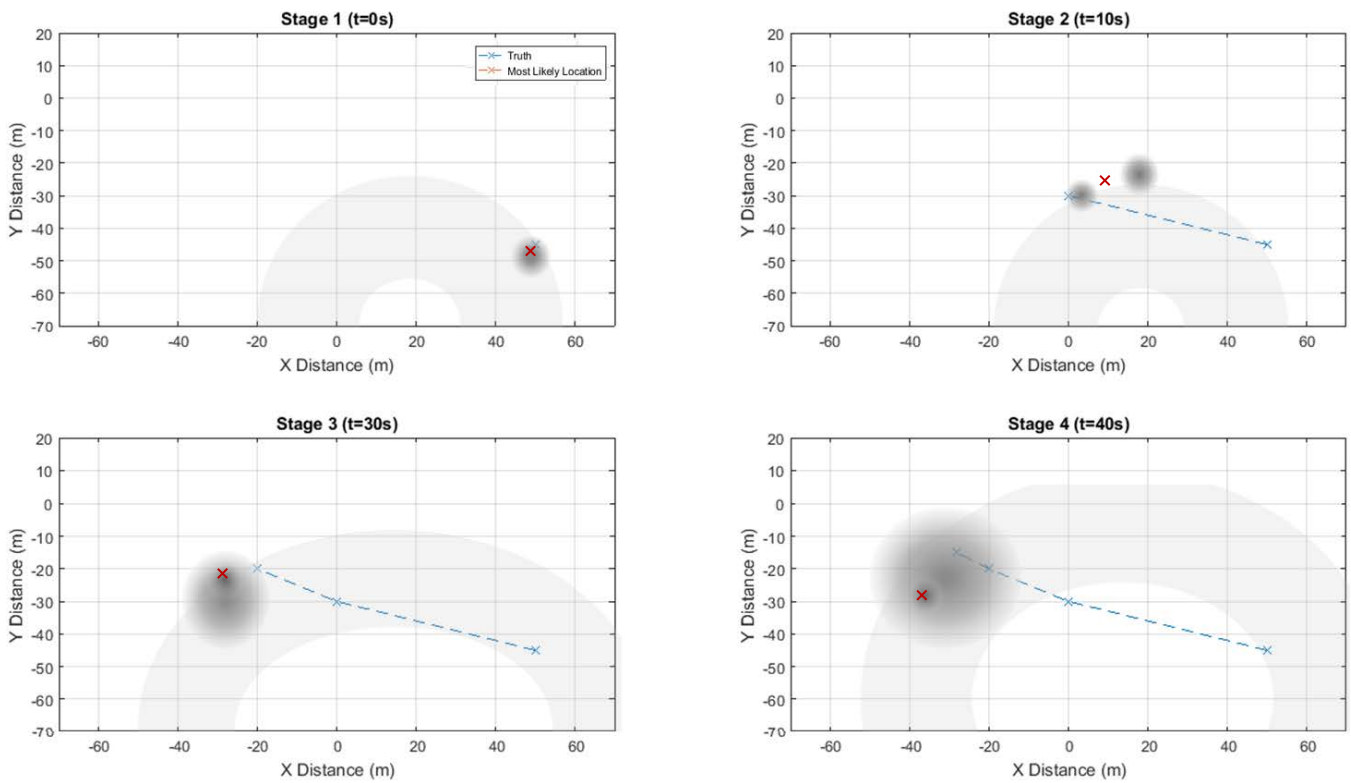 Stage 1 (t=0s)
20
10
0
-10
-20
-30
-40
-50
-60
-70
Y Distance (m)
Truth
Most Likely Location
-60 -40 -20 0 20 40 60
X Distance (m)
Stage 2 (t=10s)
20
10
0
-10
-20
-30
-40
-50
-60
-70
Y Distance (m)
-60 -40 -20 0 20 40 60
X Distance (m)
Stage 3 (t=30s)
20
10
0
-10
-20
-30
-40
-50
-60
-70
Y Distance (m)
-60 -40 -20 0 20 40 60
X Distance (m)
Stage 4 (t=40s)
20
10
0
-10
-20
-30
-40
-50
-60
-70
Y Distance (m)
-60 -40 -20 0 20 40 60
X Distance (m)